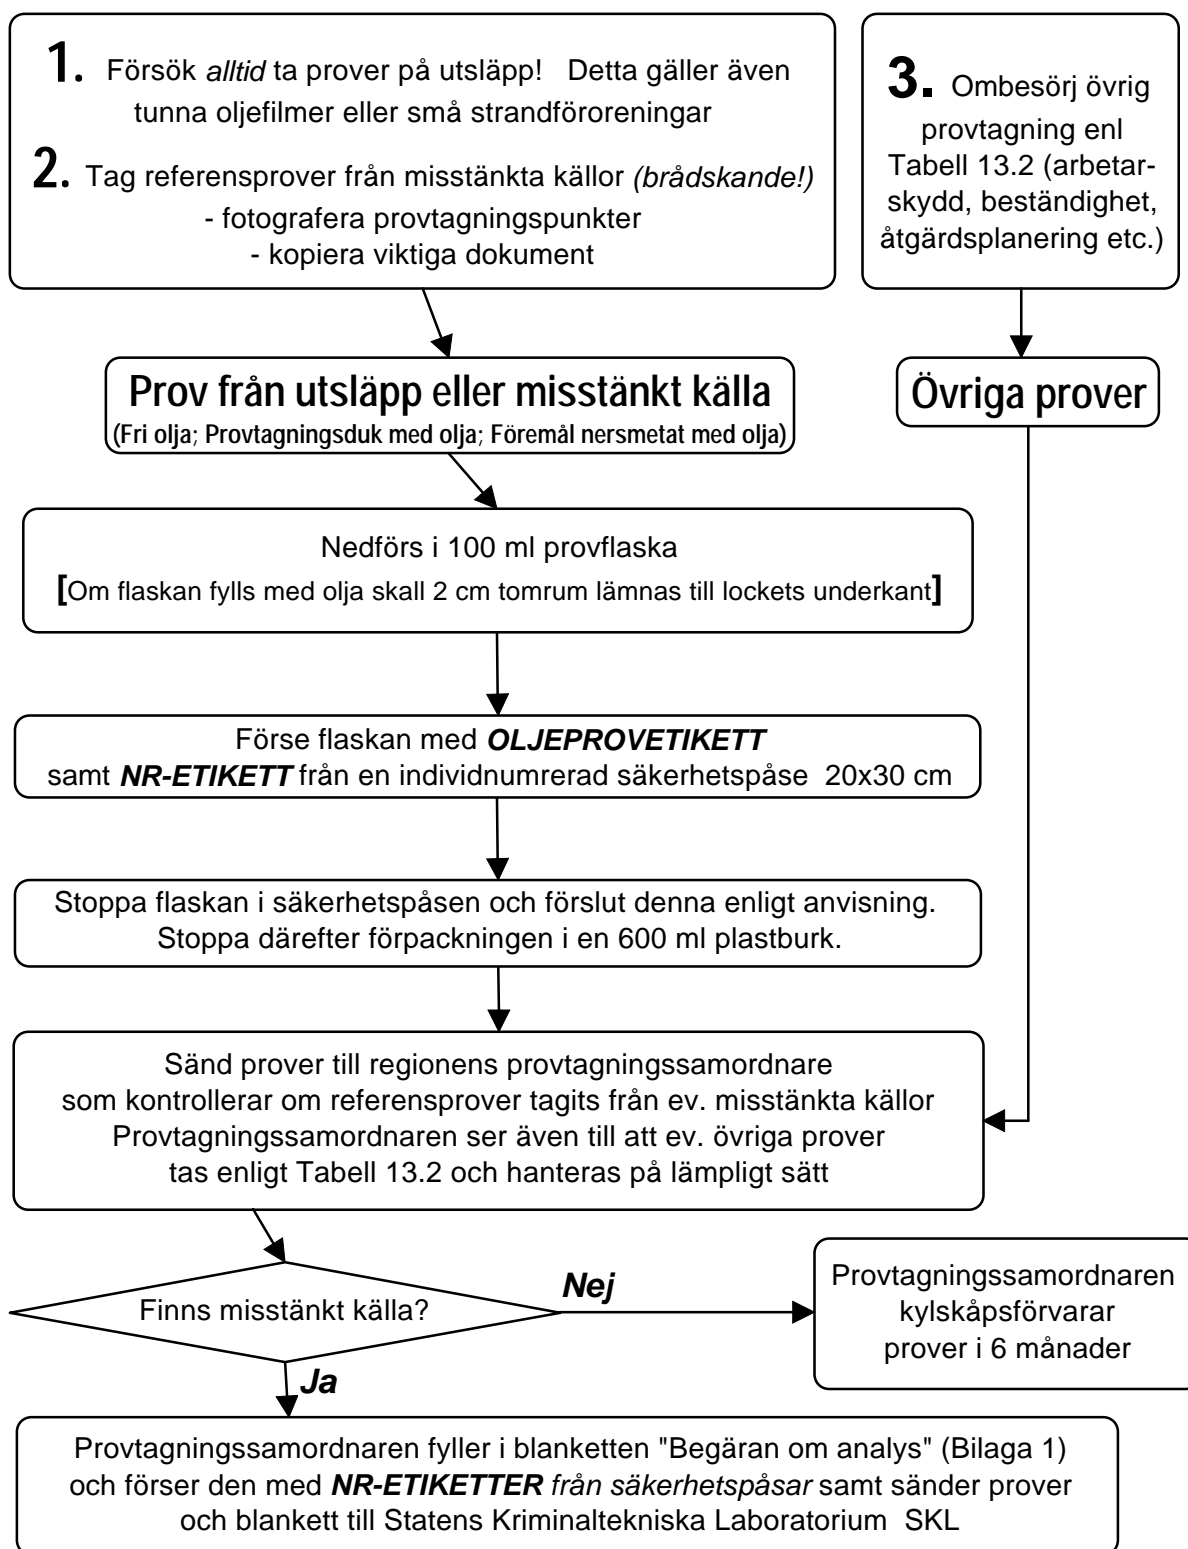 1. Försök alltid ta prover på utsläpp! Detta gäller även
tunna oljefilmer eller små strandföroreningar
2. Tag referensprover från misstänkta källor (brådskande!)
- fotografera provtagningspunkter
- kopiera viktiga dokument
3. Ombesörj övrig
provtagning enl
Tabell 13.2 (arbetar-
skydd, beständighet,
åtgärdsplanering etc.)
Prov från utsläpp eller misstänkt källa
(Fri olja; Provtagningsduk med olja; Föremål nersmetat med olja)
Övriga prover
Nedförs i 100 ml provflaska
[Om flaskan fylls med olja skall 2 cm tomrum lämnas till lockets underkant]
Förse flaskan med OLJEPROVETIKETT
samt NR-ETIKETT från en individnumrerad säkerhetspåse 20x30 cm
Stoppa flaskan i säkerhetspåsen och förslut denna enligt anvisning.
Stoppa därefter förpackningen i en 600 ml plastburk.
Sänd prover till regionens provtagningssamordnare
som kontrollerar om referensprover tagits från ev. misstänkta källor
Provtagningssamordnaren ser även till att ev. övriga prover
tas enligt Tabell 13.2 och hanteras på lämpligt sätt
Finns misstänkt källa?
Nej
Provtagningssamordnaren
kylskåpsförvarar
prover i 6 månader
Ja
Provtagningssamordnaren fyller i blanketten "Begäran om analys" (Bilaga 1)
och förser den med NR-ETIKETTER från säkerhetspåsar samt sänder prover
och blankett till Statens Kriminaltekniska Laboratorium SKL